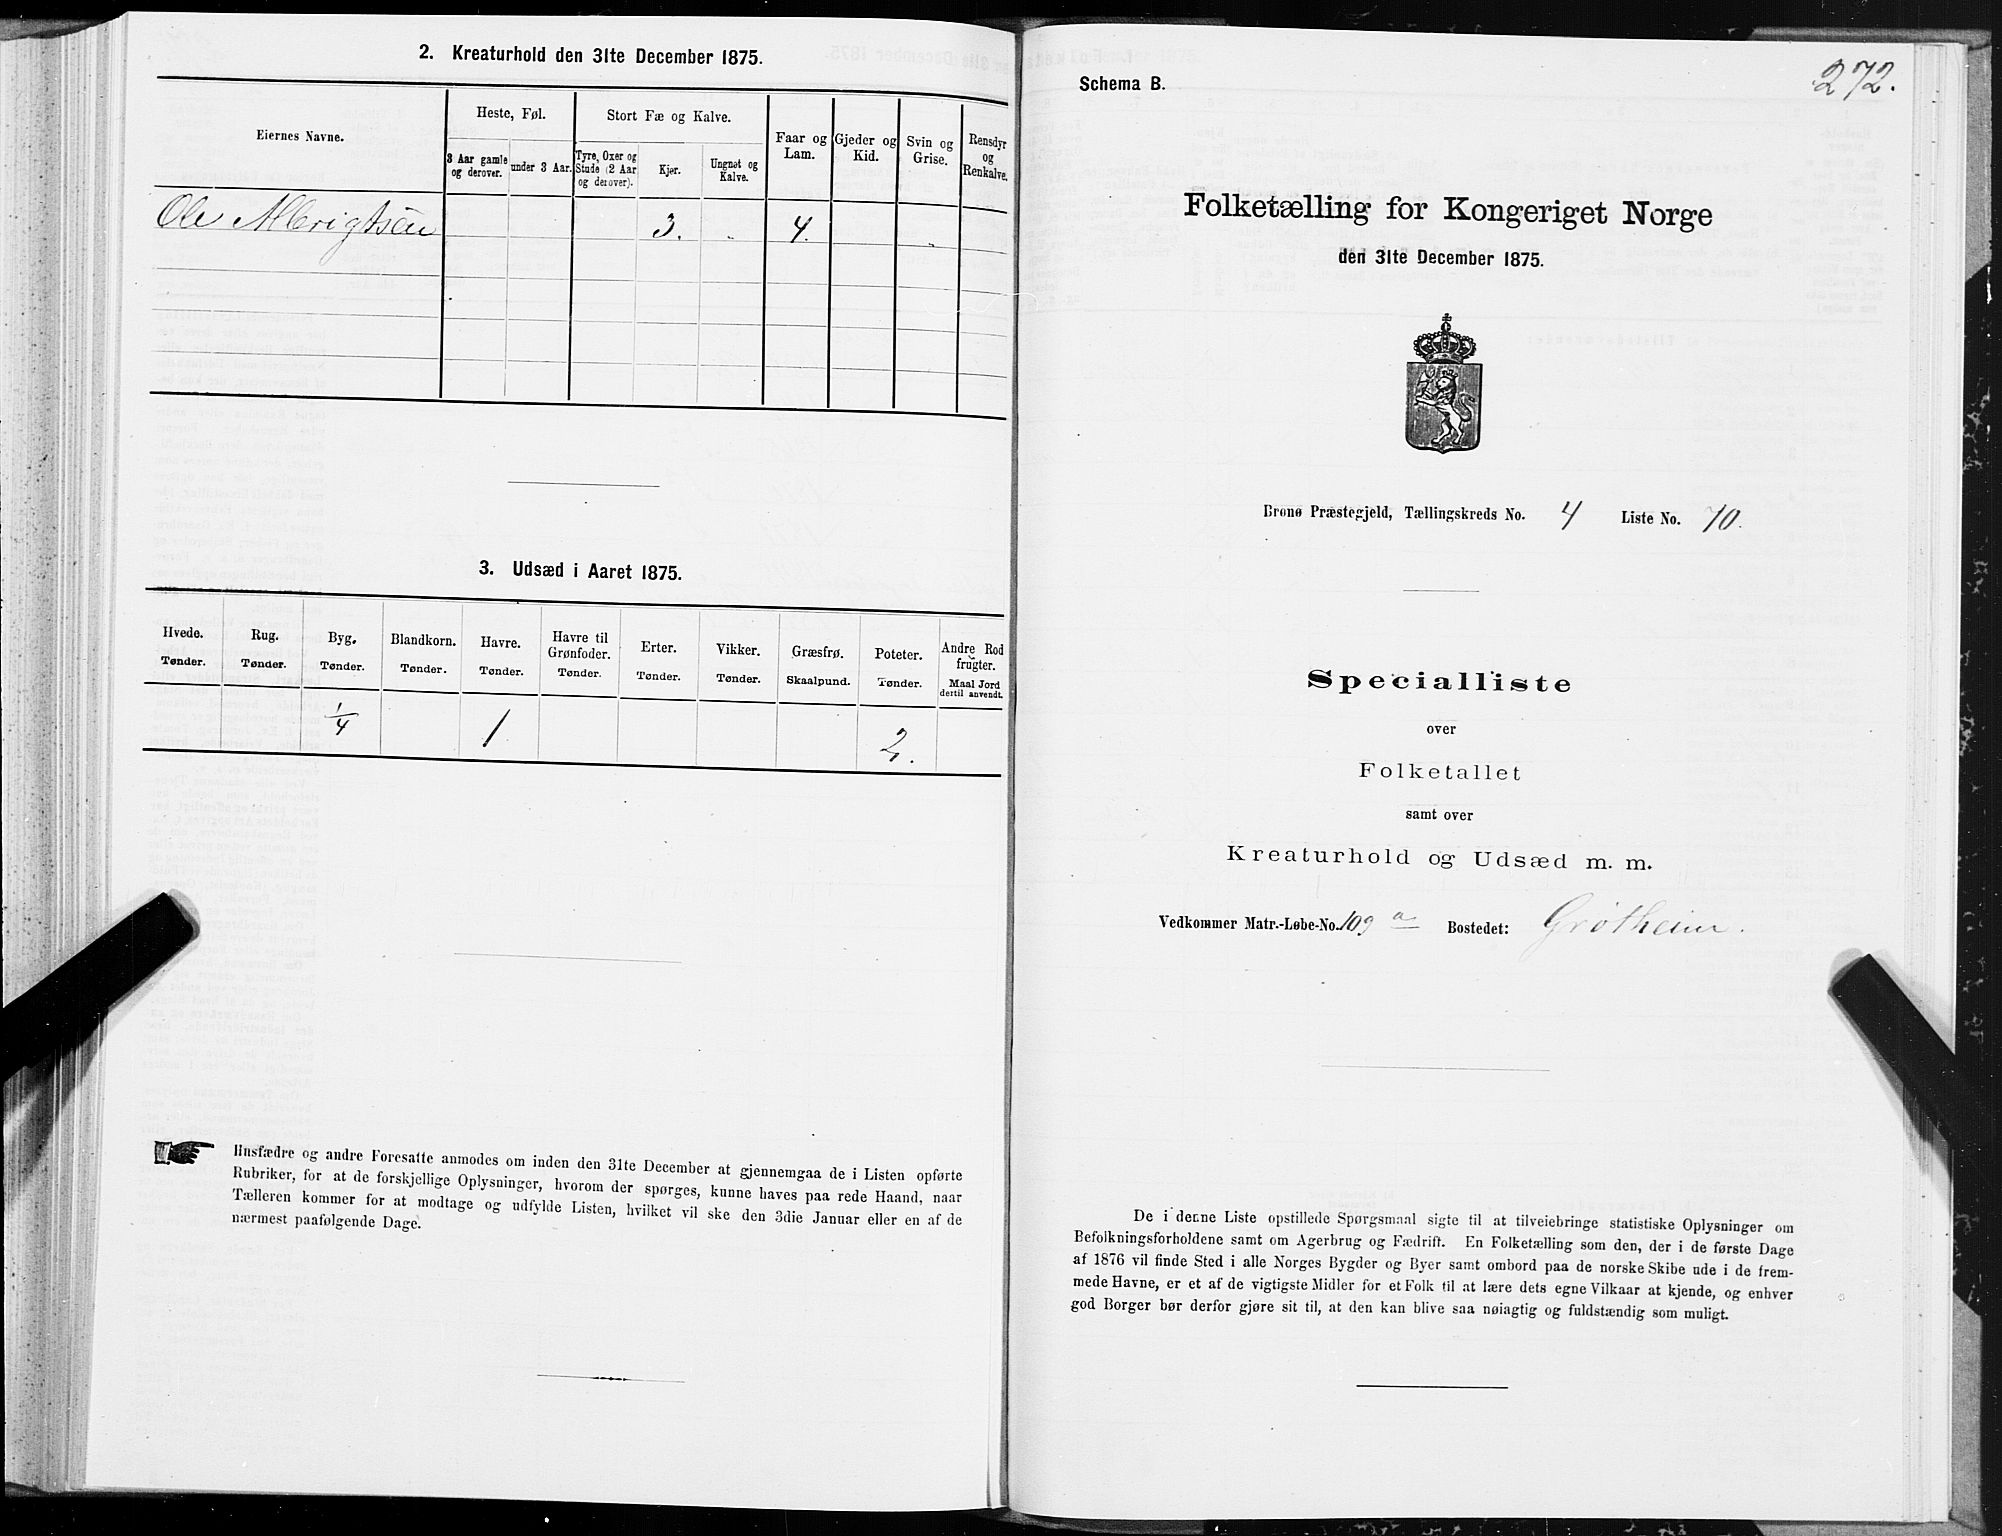 2. Kreaturhold den 31te December 1875.
Eiernes Navne.
Heste, Føl.
Stort Fæ og Kalve.
Faar og Lam.
Gjeder og Kid.
Svin og Grise.
Rensdyr og Renkalve.
3 Aar gamle og derover.
under 3 Aar.
Tyre, Oxer og Stude (2 Aar og derover).
Kjør.
Ungnøt og Kalve.
Ole Albrigtsen 3. " 4. "
3. Udsæd i Aaret 1875.
Hvede. Rug. Byg. Blandkorn. Havre. Havre til Grønfoder. Erter. Vikker. Græsfrø. Poteter. Andre Rodfrugter.
Tønder. Tønder. Tønder. Tønder. Tønder. Tønder. Tønder. Tønder. Skaalpund. Tønder. Maal Jord dertil anvendt.
1/4 1 2.
Husfædre og andre Foresatte anmodes om inden den 31te December at gjennemgaa de i Listen opførte
Rubriker, for at de forskjellige Oplysninger, hvorom der spørges, kunne haves paa rede Haand, naar
Tælleren kommer for at modtage og udfylde Listen, hvilket vil ske den 3die Januar eller en af de
nærmest paafølgende Dage.
272.
Schema B.
Folketælling for Kongeriget Norge
den 31te December 1875.
Brønø Præstegjeld, Tællingskreds No. 4 Liste No. 70.
Specialliste
over
Folketallet
samt over
Kreaturhold og Udsæd m. m.
Vedkommer Matr.-Løbe-No. 109 a Bostedet: Grøtheim.
De i denne Liste opstillede Spørgsmaal sigte til at tilveiebringe statistiske Oplysninger om
Befolkningsforholdene samt om Agerbrug og Fædrift. En Folketælling som den, der i de første Dage
af 1876 vil finde Sted i alle Norges Bygder og Byer samt ombord paa de norske Skibe ude i de frem-
mede Havne, er et af de vigtigste Midler for et Folk til at lære dets egne Vilkaar at kjende, og enhver
god Borger bør derfor gjøre sit til, at den kan blive saa nøiagtig og fuldstændig som muligt.